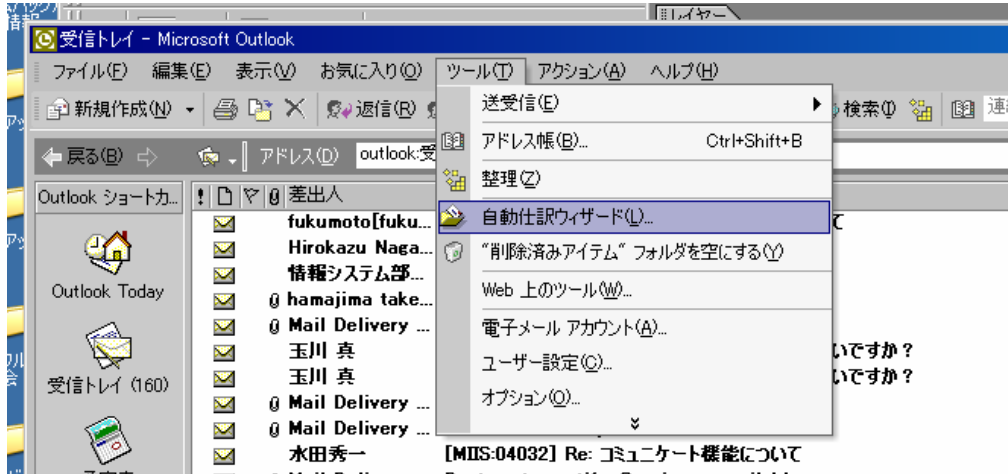 情報
レイヤー
受信トレイ - Microsoft Outlook
ファイル(F) 編集(E) 表示(V) お気に入り(O) ツール(T) アクション(A) ヘルプ(H)
新規作成(N) 返信(R) 検索(I)
戻る(B) アドレス(D) outlook:受
送受信(E)
アドレス帳(B)... Ctrl+Shift+B
整理(Z)
自動仕訳ウィザード(L)...
"削除済みアイテム" フォルダを空にする(Y)
Web 上のツール(W)...
電子メール アカウント(A)...
ユーザー設定(C)...
オプション(O)...
Outlook ショートカ...
Outlook Today
受信トレイ (160)
! 差出人
fukumoto[fuku... て
Hirokazu Naga...
情報システム部...
hamajima take...
Mail Delivery ...
玉川 真 いですか？
玉川 真 いですか？
Mail Delivery ...
Mail Delivery ...
水田秀一 [MIIS:04032] Re: コミュニケート機能について